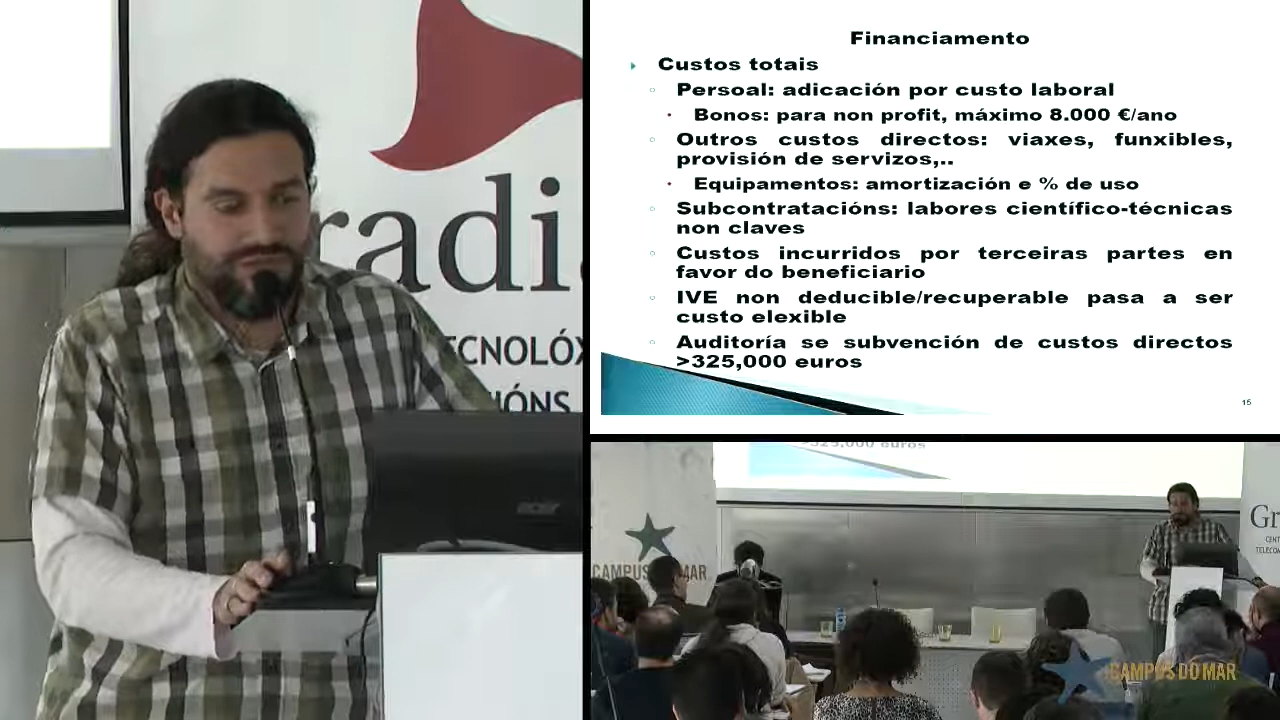 radi
ECNOLÓX
IÓNS
Financiamento
Custos totais
Persoal: adicación por custo laboral
Bonos: para non profit, máximo 8.000 €/ano
Outros custos directos: viaxes, funxibles,
provisión de servizos,..
Equipamentos: amortización e % de uso
Subcontratacións: labores científico-técnicas
non claves
Custos incurridos por terceiras partes en
favor do beneficiario
IVE non deducible/recuperable pasa a ser
custo elexible
Auditoría se subvención de custos directos
>325,000 euros
15
>325,000 euros
CAMPUS DO MAR
Gr
CENT
TELECOM
CAMPUS DO MAR